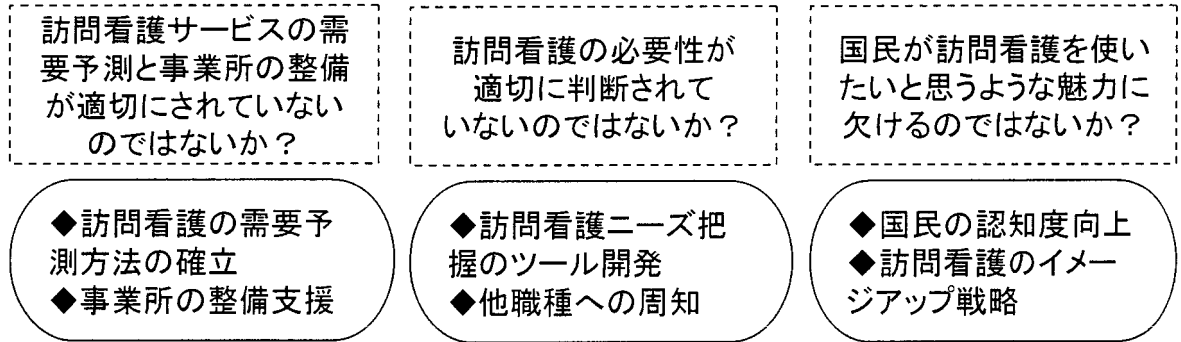 訪問看護サービスの需
要予測と事業所の整備
が適切にされていない
のではないか？
訪問看護の必要性が
適切に判断されて
いないのではないか？
国民が訪問看護を使い
たいと思うような魅力に
欠けるのではないか？
◆訪問看護の需要予
測方法の確立
◆事業所の整備支援
◆訪問看護ニーズ把
握のツール開発
◆他職種への周知
◆国民の認知度向上
◆訪問看護のイメー
ジアップ戦略